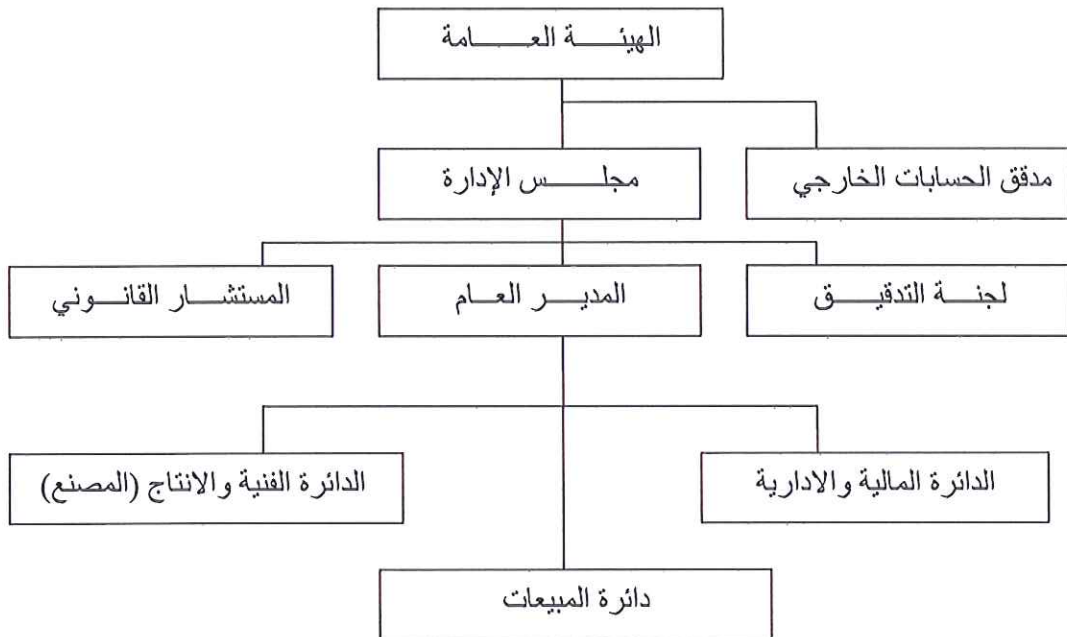 الهيئة العامة
مدقق الحسابات الخارجي
مجلس الإدارة
لجنة التدقيق
المدير العام
المستشار القانوني
الدائرة المالية والادارية
الدائرة الفنية والانتاج (المصنع)
دائرة المبيعات